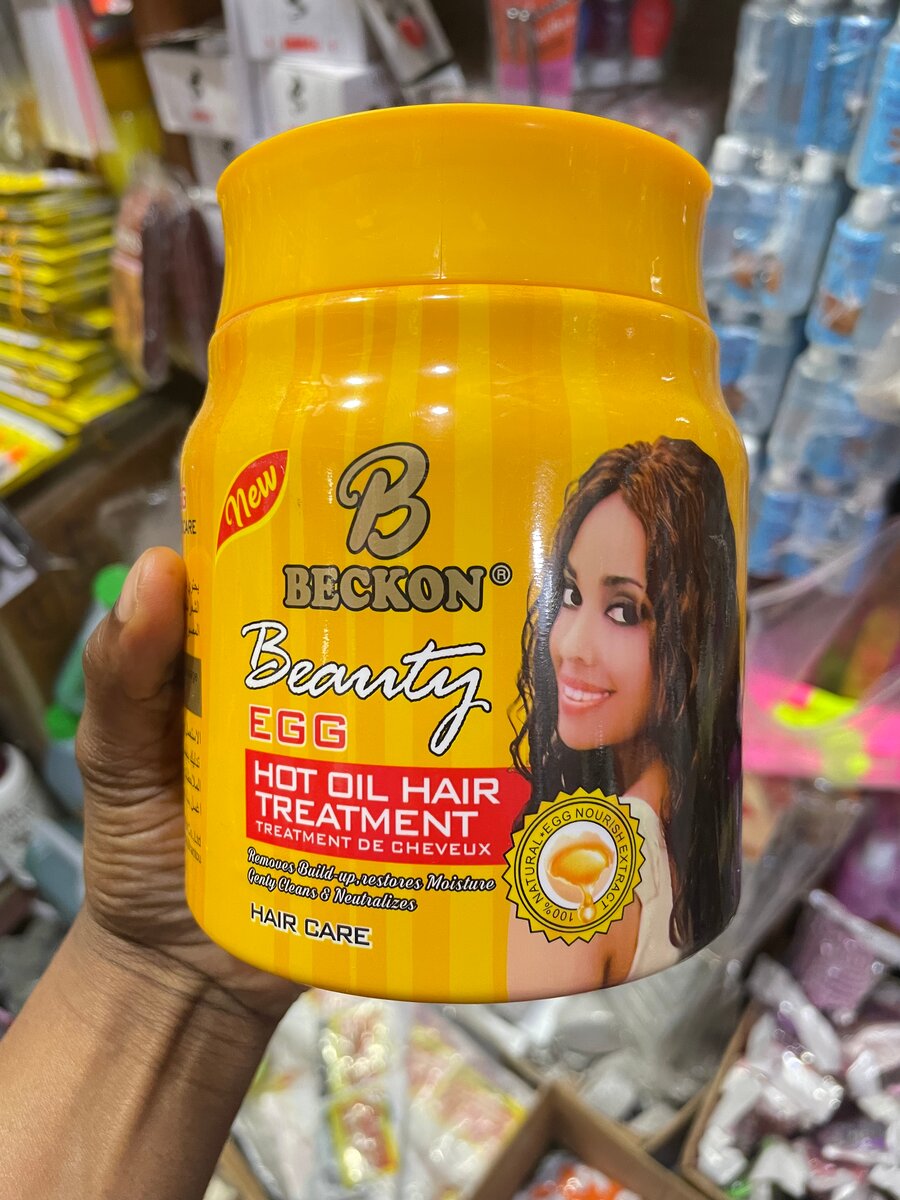 New
B
BECKON®
Beauty
EGG
HOT OIL HAIR
TREATMENT
TREATMENT DE CHEVEUX
Removes Build-up,restores Moisture
Genly Cleans & Neutralizes
HAIR CARE
100% NATURAL • EGG NOURISH EXTRACT